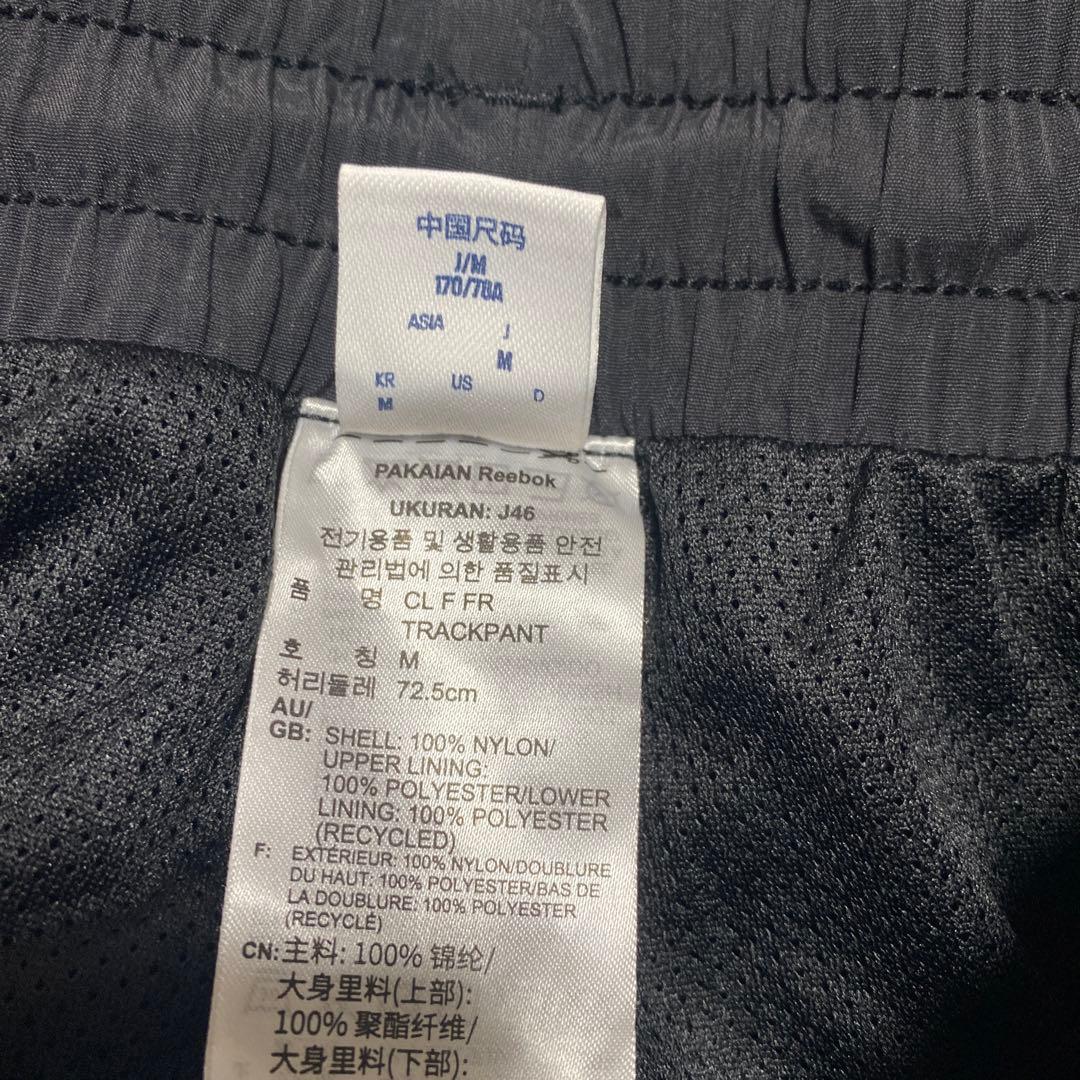 中国尺码
J/M
170/78A
ASIA J
M
KR US D
M
PAKAIAN Reebok
UKURAN: J46
전기용품 및 생활용품 안전
관리법에 의한 품질표시
품 명 CL F FR
TRACKPANT
호 칭 M
허리둘레 72.5cm
AU/
GB: SHELL: 100% NYLON/
UPPER LINING:
100% POLYESTER/LOWER
LINING: 100% POLYESTER
(RECYCLED)
F: EXTÉRIEUR: 100% NYLON/DOUBLURE
DU HAUT: 100% POLYESTER/BAS DE
LA DOUBLURE: 100% POLYESTER
(RECYCLÉ)
CN: 主料: 100% 锦纶/
大身里料(上部):
100% 聚酯纤维/
大身里料(下部):